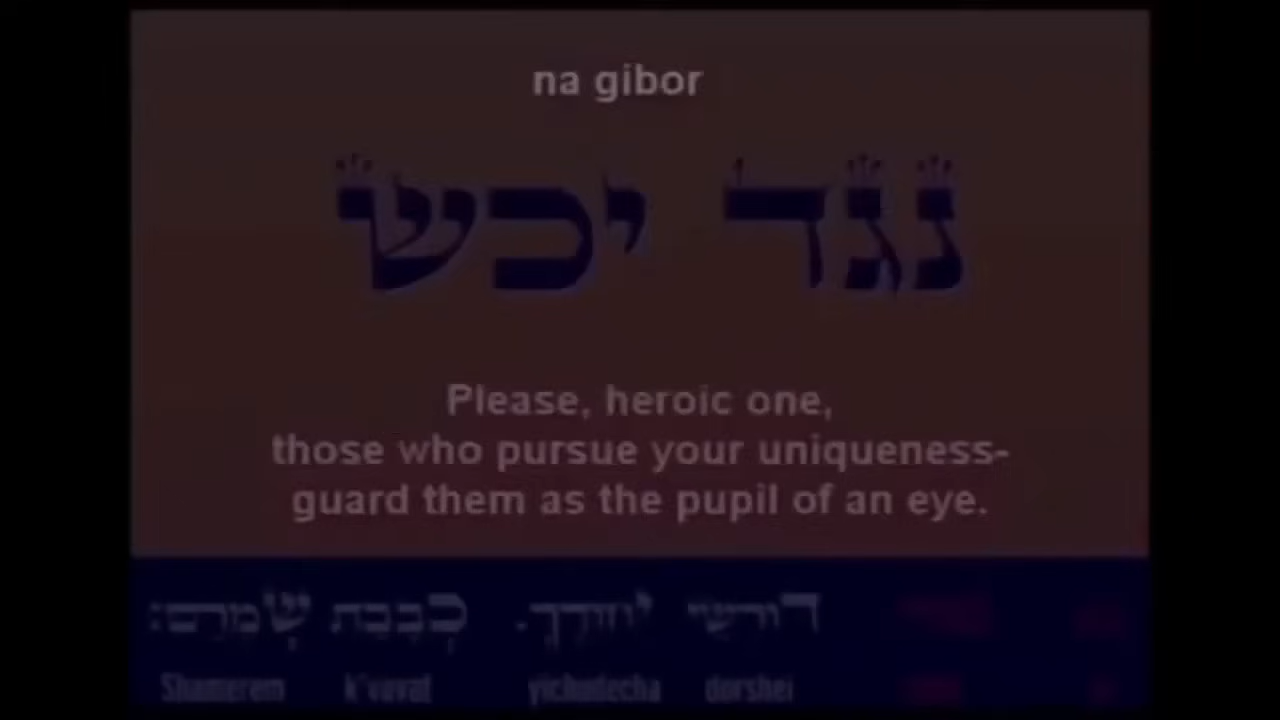 na gibor
נגד יכש
Please, heroic one,
those who pursue your uniqueness-
guard them as the pupil of an eye.
דורשי יחודך. כבבת שמרם:
Shamerem k'vavat yichudecha dorshei